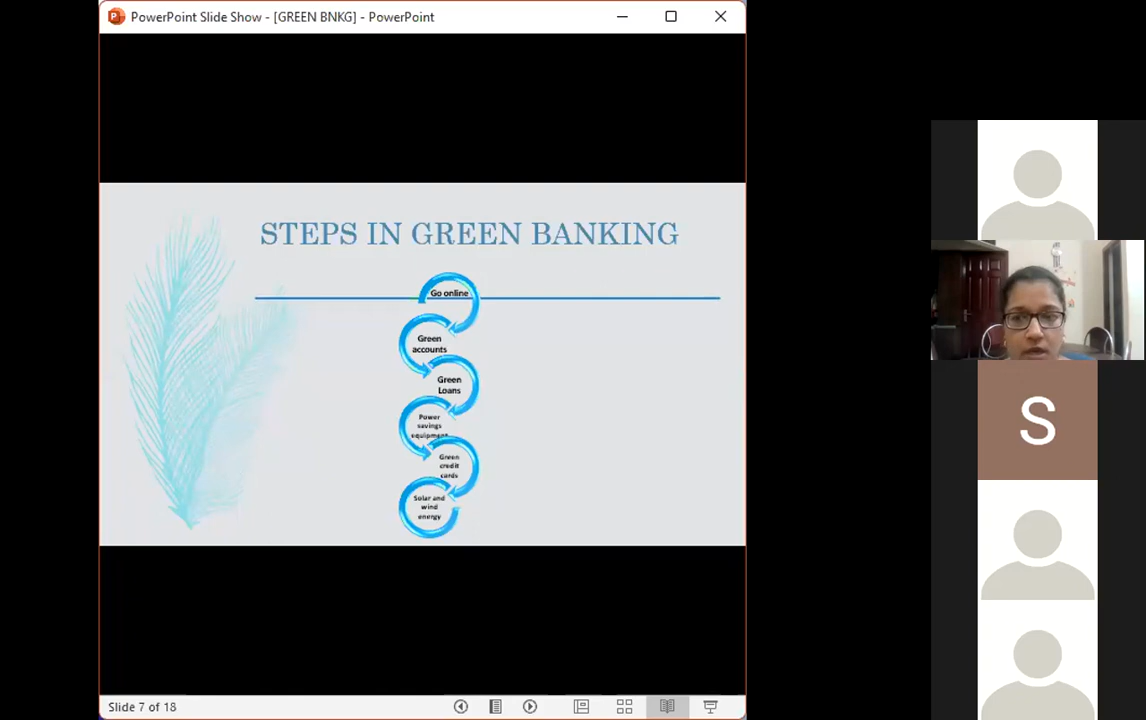 PowerPoint Slide Show - [GREEN BNKG] - PowerPoint
STEPS IN GREEN BANKING
Go online
Green
accounts
Green
Loans
Power
savings
equipment
Green
credit
cards
Solar and
wind
energy
S
Slide 7 of 18